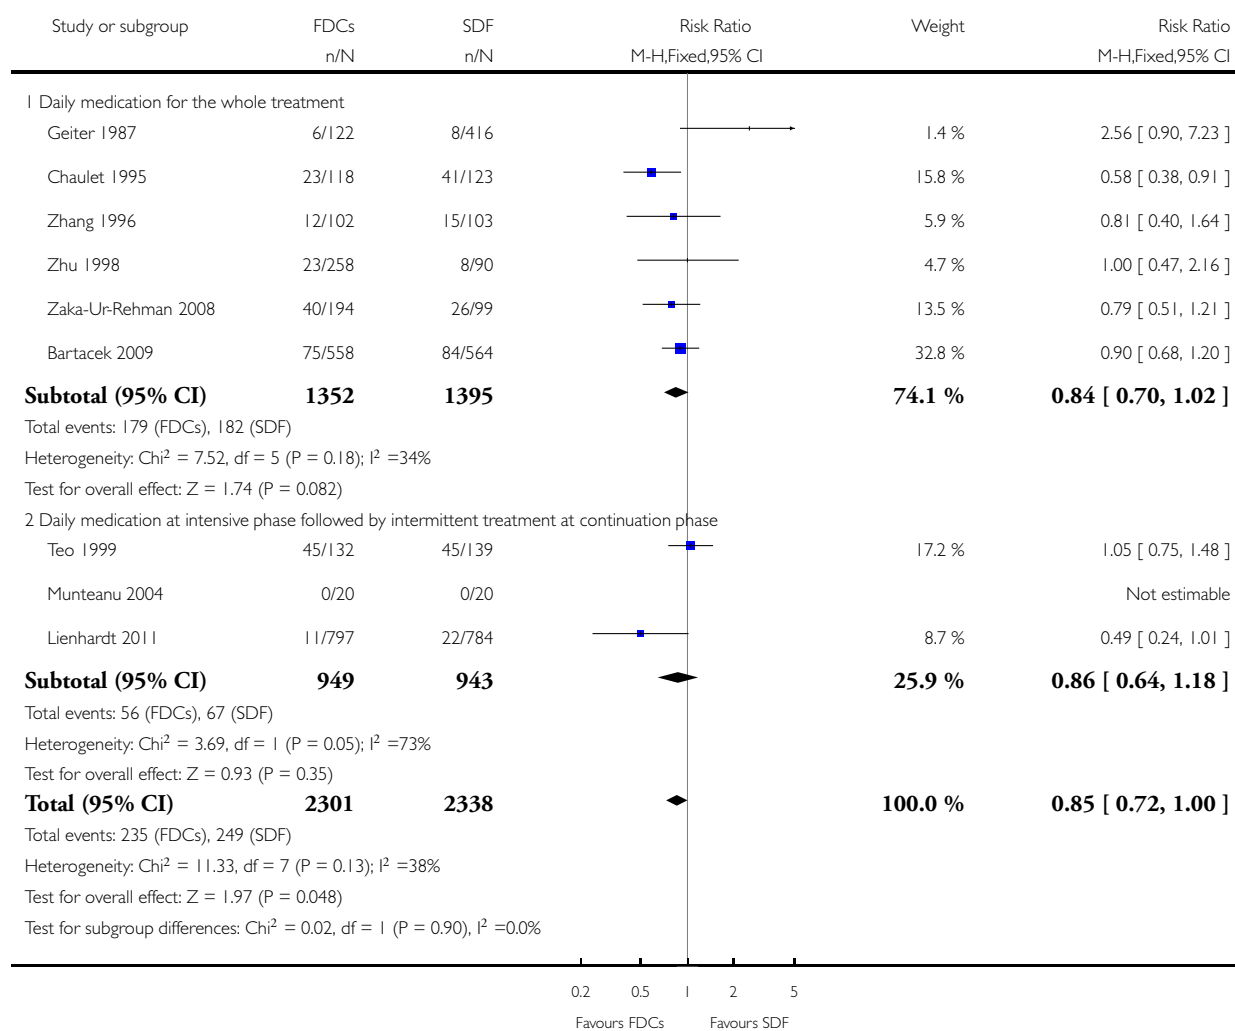 Study or subgroup FDCs SDF Risk Ratio Weight Risk Ratio
n/N n/N M-H,Fixed,95% CI M-H,Fixed,95% CI
1 Daily medication for the whole treatment
Geiter 1987 6/122 8/416 1.4 % 2.56 [ 0.90, 7.23 ]
Chaulet 1995 23/118 41/123 15.8 % 0.58 [ 0.38, 0.91 ]
Zhang 1996 12/102 15/103 5.9 % 0.81 [ 0.40, 1.64 ]
Zhu 1998 23/258 8/90 4.7 % 1.00 [ 0.47, 2.16 ]
Zaka-Ur-Rehman 2008 40/194 26/99 13.5 % 0.79 [ 0.51, 1.21 ]
Bartacek 2009 75/558 84/564 32.8 % 0.90 [ 0.68, 1.20 ]
Subtotal (95% CI) 1352 1395 74.1 % 0.84 [ 0.70, 1.02 ]
Total events: 179 (FDCs), 182 (SDF)
Heterogeneity: Chi² = 7.52, df = 5 (P = 0.18); I² =34%
Test for overall effect: Z = 1.74 (P = 0.082)
2 Daily medication at intensive phase followed by intermittent treatment at continuation phase
Teo 1999 45/132 45/139 17.2 % 1.05 [ 0.75, 1.48 ]
Munteanu 2004 0/20 0/20 Not estimable
Lienhardt 2011 11/797 22/784 8.7 % 0.49 [ 0.24, 1.01 ]
Subtotal (95% CI) 949 943 25.9 % 0.86 [ 0.64, 1.18 ]
Total events: 56 (FDCs), 67 (SDF)
Heterogeneity: Chi² = 3.69, df = 1 (P = 0.05); I² =73%
Test for overall effect: Z = 0.93 (P = 0.35)
Total (95% CI) 2301 2338 100.0 % 0.85 [ 0.72, 1.00 ]
Total events: 235 (FDCs), 249 (SDF)
Heterogeneity: Chi² = 11.33, df = 7 (P = 0.13); I² =38%
Test for overall effect: Z = 1.97 (P = 0.048)
Test for subgroup differences: Chi² = 0.02, df = 1 (P = 0.90), I² =0.0%
0.2 0.5 1 2 5
Favours FDCs Favours SDF